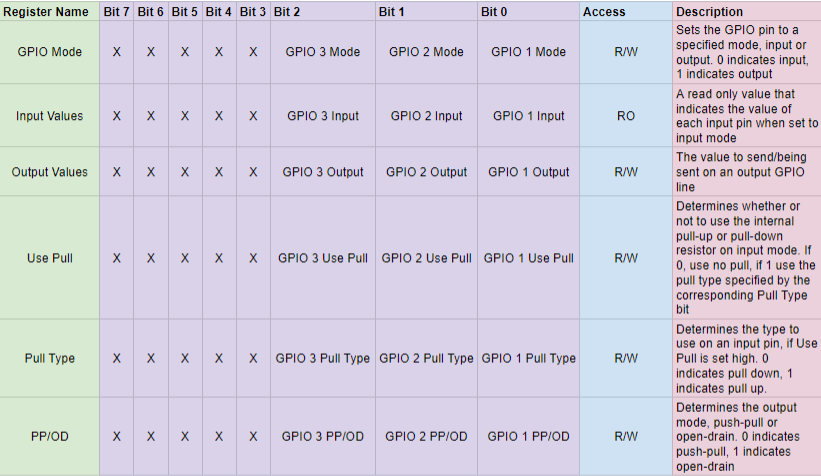 Register Name Bit 7 Bit 6 Bit 5 Bit 4 Bit 3 Bit 2 Bit 1 Bit 0 Access Description
GPIO Mode X X X X X GPIO 3 Mode GPIO 2 Mode GPIO 1 Mode R/W
Sets the GPIO pin to a
specified mode, input or
output. 0 indicates input,
1 indicates output
Input Values X X X X X GPIO 3 Input GPIO 2 Input GPIO 1 Input RO
A read only value that
indicates the value of
each input pin when set to
input mode
Output Values X X X X X GPIO 3 Output GPIO 2 Output GPIO 1 Output R/W
The value to send/being
sent on an output GPIO
line
Use Pull X X X X X GPIO 3 Use Pull GPIO 2 Use Pull GPIO 1 Use Pull R/W
Determines whether or
not to use the internal
pull-up or pull-down
resistor on input mode. If
0, use no pull, if 1 use the
pull type specified by the
corresponding Pull Type
bit
Pull Type X X X X X GPIO 3 Pull Type GPIO 2 Pull Type GPIO 1 Pull Type R/W
Determines the type to
use on an input pin, if Use
Pull is set high. 0
indicates pull down, 1
indicates pull up.
PP/OD X X X X X GPIO 3 PP/OD GPIO 2 PP/OD GPIO 1 PP/OD R/W
Determines the output
mode, push-pull or
open-drain. 0 indicates
push-pull, 1 indicates
open-drain